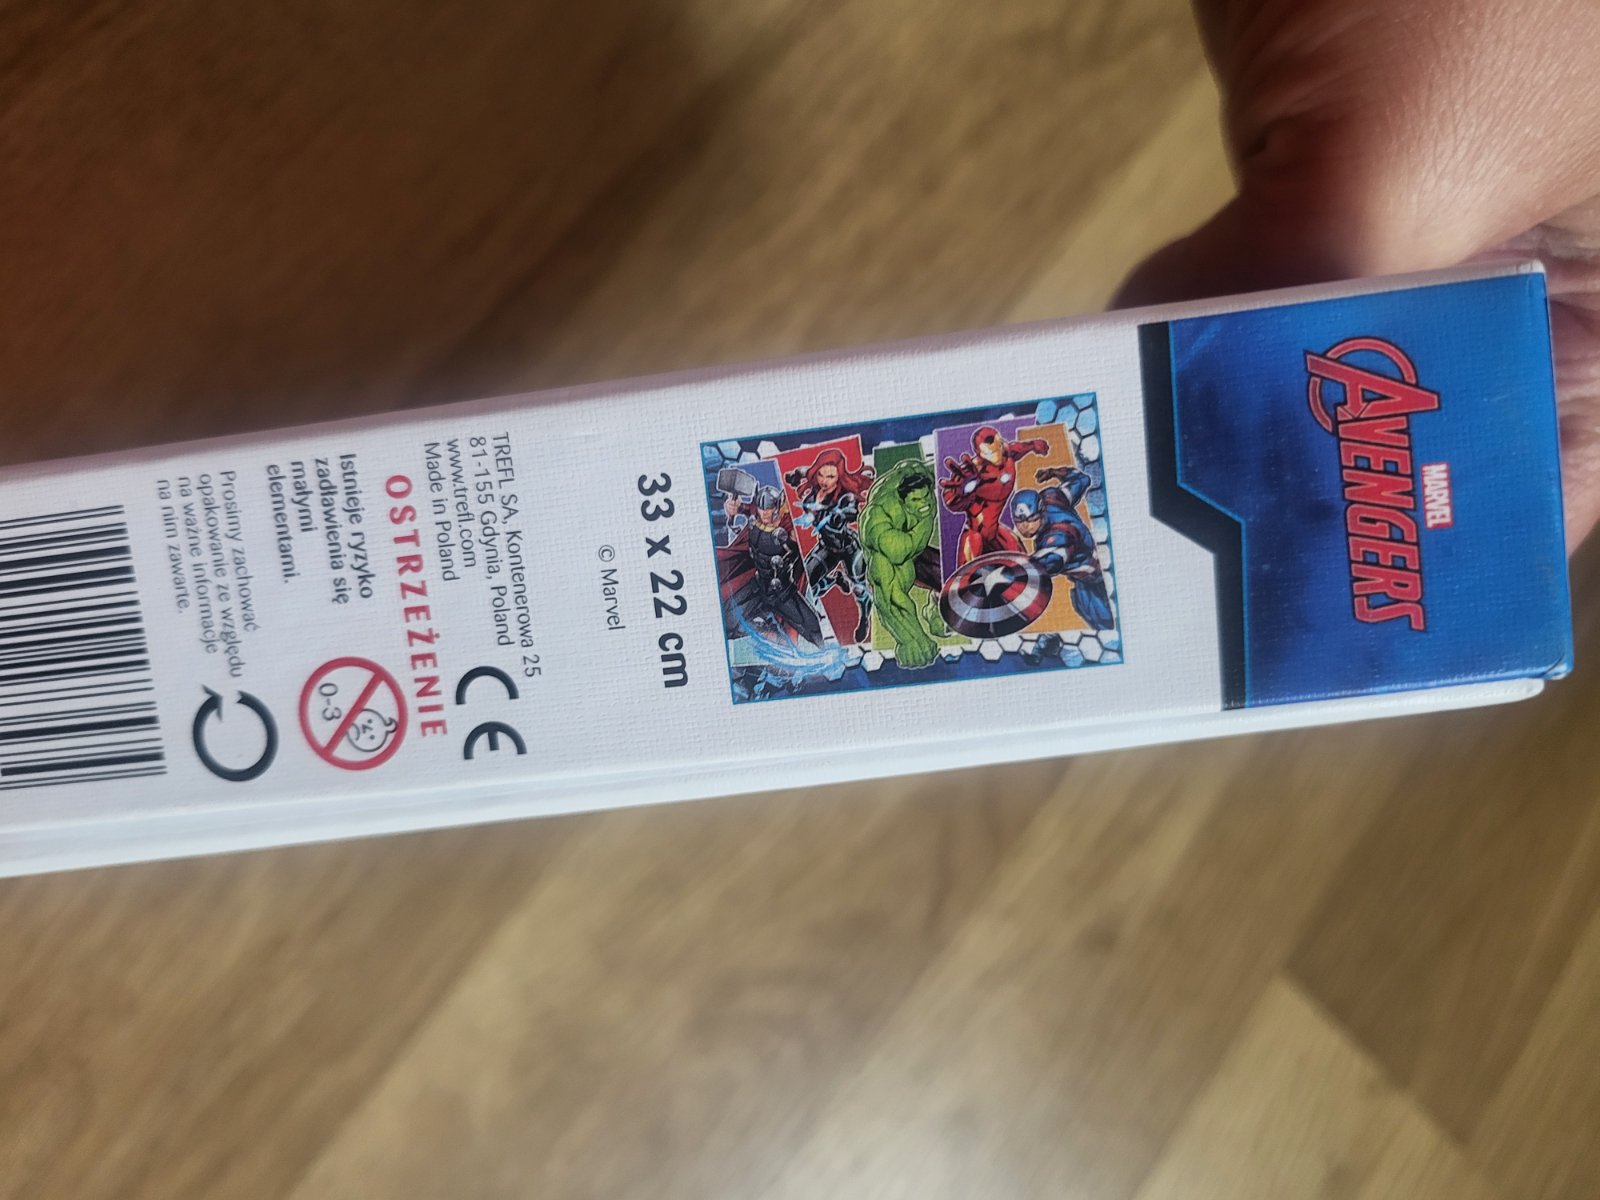 MARVEL
AVENGERS
33 x 22 cm
© Marvel
TREFL SA, Kontenerowa 25
81-155 Gdynia, Poland
www.trefl.com
Made in Poland
CE
OSTRZEŻENIE
Istnieje ryzyko
zadławienia się
małymi
elementami.
0-3
Prosimy zachować
opakowanie ze względu
na ważne informacje
na nim zawarte.